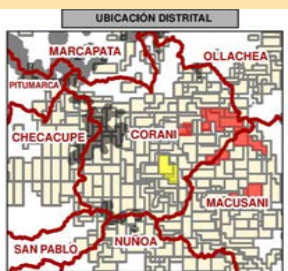 UBICACIÓN DISTRITAL
MARCAPATA
OLLACHEA
PITUMARCA
CHECACUPE
CORANI
MACUSANI
SAN PABLO
NUÑOA